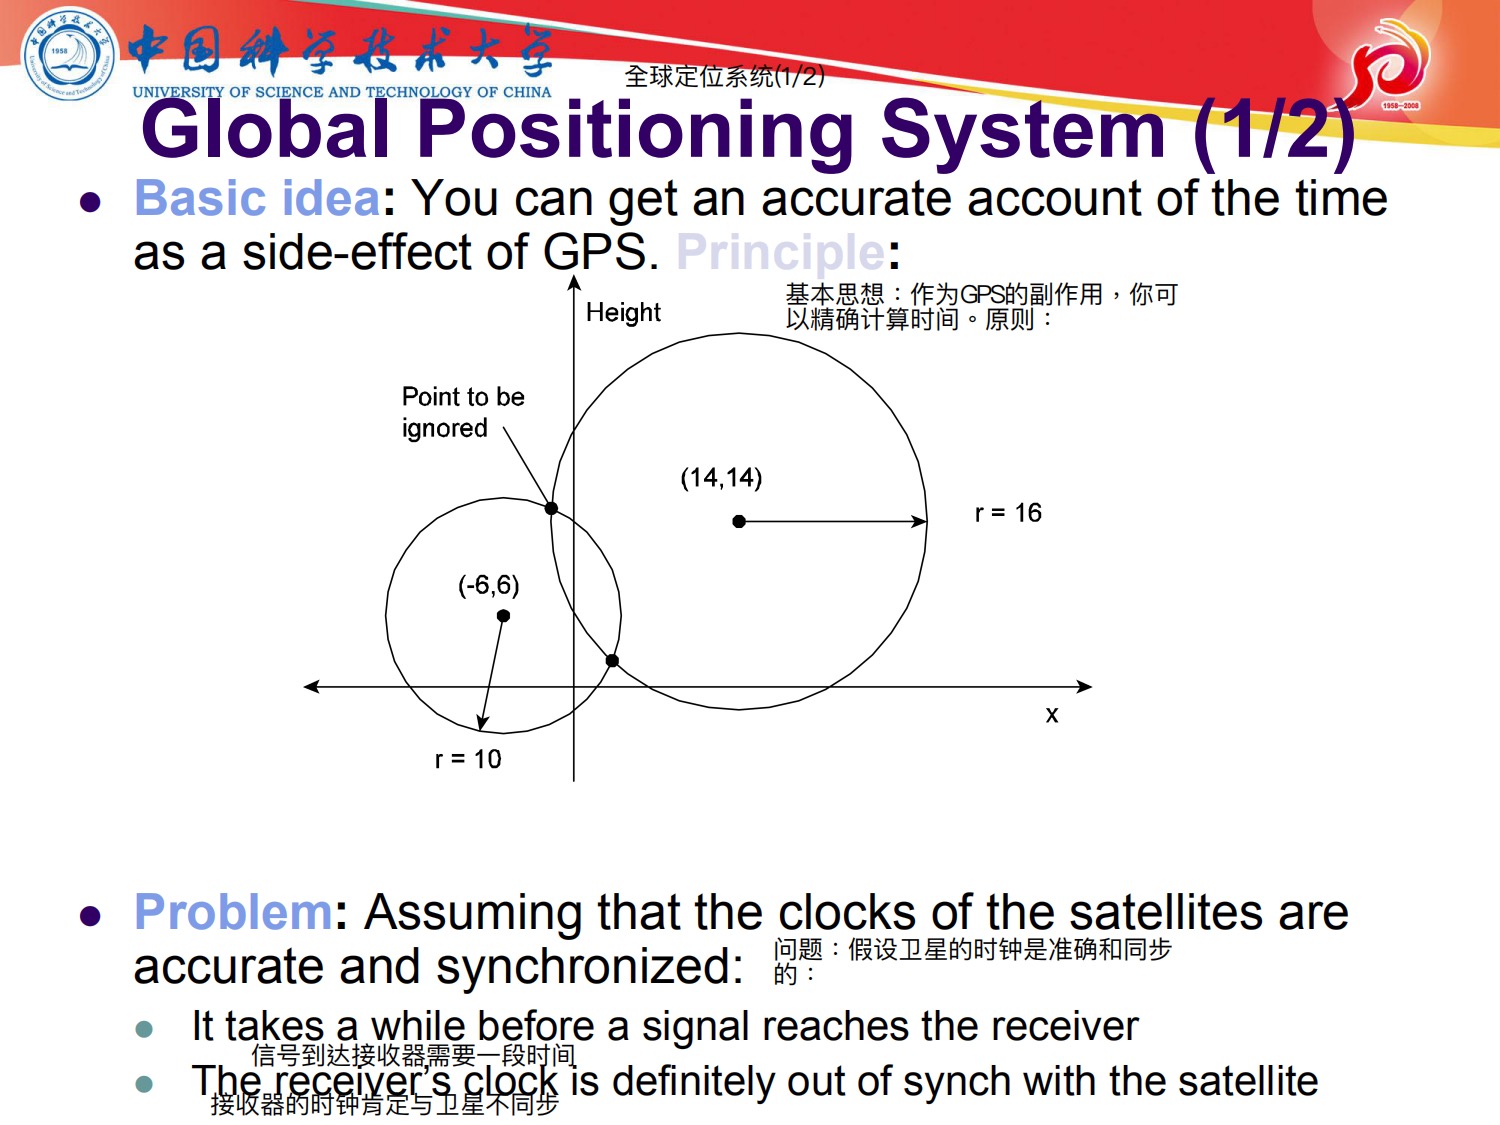 中国科学技术大学
UNIVERSITY OF SCIENCE AND TECHNOLOGY OF CHINA
1958
1958—2008
全球定位系统(1/2)
Global Positioning System (1/2)
Basic idea: You can get an accurate account of the time
as a side-effect of GPS. Principle:
基本思想：作为GPS的副作用，你可
以精确计算时间。原则：
Height
Point to be
ignored
(14,14)
r = 16
(-6,6)
x
r = 10
Problem: Assuming that the clocks of the satellites are
accurate and synchronized:
问题：假设卫星的时钟是准确和同步
的：
It takes a while before a signal reaches the receiver
信号到达接收器需要一段时间
The receiver’s clock is definitely out of synch with the satellite
接收器的时钟肯定与卫星不同步